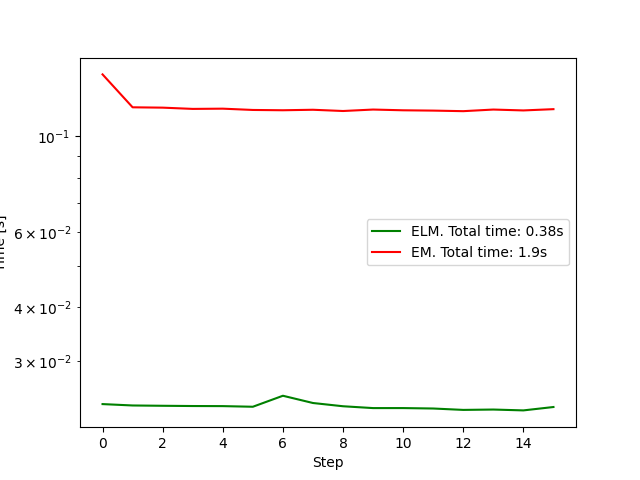 10⁻¹
6 × 10⁻²
4 × 10⁻²
3 × 10⁻²
Time [s]
ELM. Total time: 0.38s
EM. Total time: 1.9s
0 2 4 6 8 10 12 14
Step